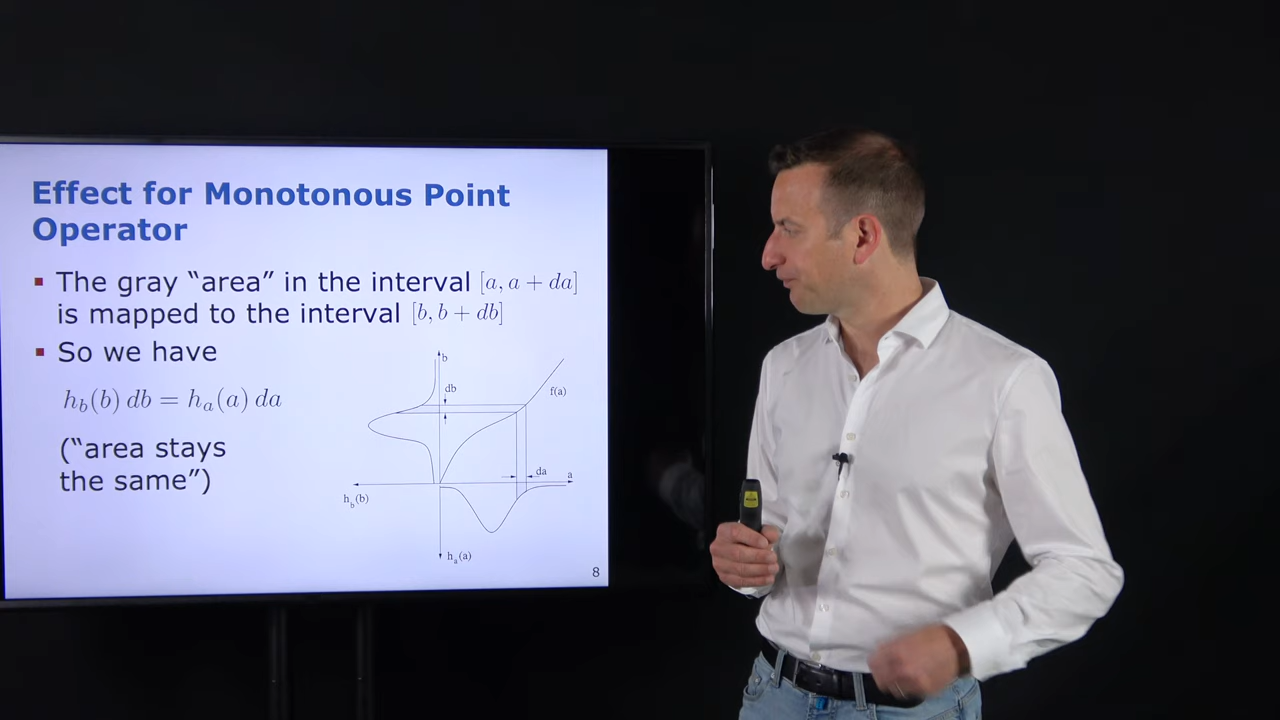 Effect for Monotonous Point
Operator
▪ The gray “area” in the interval [a, a + da]
is mapped to the interval [b, b + db]
▪ So we have
h_b(b) db = h_a(a) da
(“area stays
the same”)
b
db
f(a)
da
a
h_b(b)
h_a(a)
8